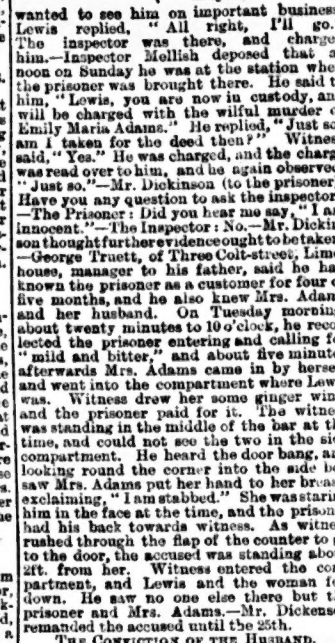 wanted to see him on important busines
Lewis replied, "All right, I'll go.
The inspector was there, and charge
him.—Inspector Mellish deposed that a
noon on Sunday he was at the station whe
the prisoner was brought there. He said t
him, "Lewis, you are now in custody, an
will be charged with the wilful murder o
Emily Maria Adams." He replied, "Just so
am I taken for the deed then?" Witnes
said, "Yes." He was charged, and the charg
was read over to him, and he again observed
"Just so."—Mr. Dickinson (to the prisoner
Have you any question to ask the inspector
—The Prisoner: Did you hear me say, "I a
innocent."—The Inspector: No.—Mr. Dicki
son thought further evidence ought to be take
—George Truett, of Three Colt-street, Lime
house, manager to his father, said he ha
known the prisoner as a customer for four o
five months, and he also knew Mrs. Adam
and her husband. On Tuesday mornin
about twenty minutes to 10 o'clock, he reco
lected the prisoner entering and calling fo
"mild and bitter," and about five minute
afterwards Mrs. Adams came in by herse
and went into the compartment where Lew
was. Witness drew her some ginger win
and the prisoner paid for it. The witne
was standing in the middle of the bar at th
time, and could not see the two in the si
compartment. He heard the door bang, an
looking round the corner into the side
saw Mrs. Adams put her hand to her breas
exclaiming, "I am stabbed." She was stari
him in the face at the time, and the prison
had his back towards witness. As witnes
rushed through the flap of the counter to
to the door, the accused was standing abo
2ft. from her. Witness entered the co
partment, and Lewis and the woman fe
down. He saw no one else there but t
prisoner and Mrs. Adams.—Mr. Dickens
remanded the accused until the 25th.
THE CONVICTION OF THE HUSBAND.